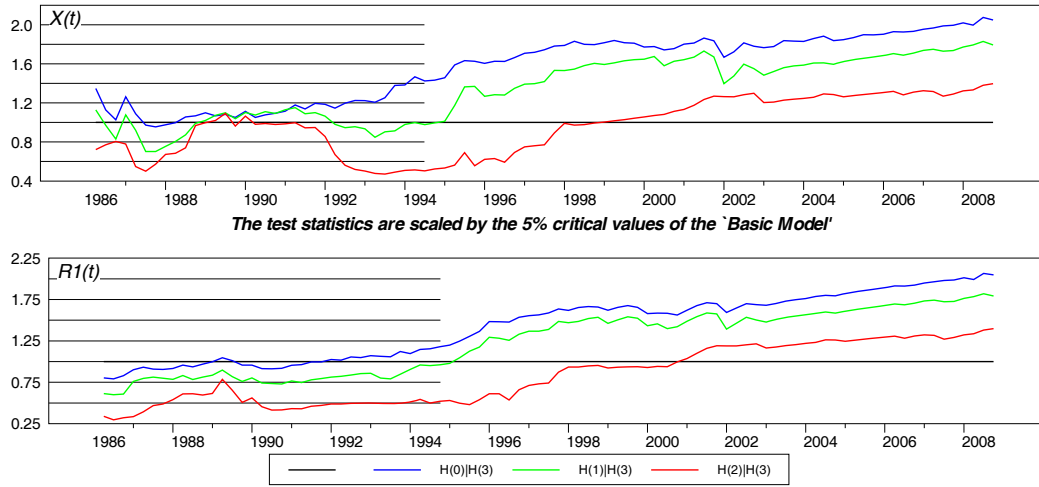 X(t)
2.0
1.6
1.2
0.8
0.4
1986 1988 1990 1992 1994 1996 1998 2000 2002 2004 2006 2008
The test statistics are scaled by the 5% critical values of the `Basic Model'
R1(t)
2.25
1.75
1.25
0.75
0.25
1986 1988 1990 1992 1994 1996 1998 2000 2002 2004 2006 2008
H(0)|H(3) H(1)|H(3) H(2)|H(3)